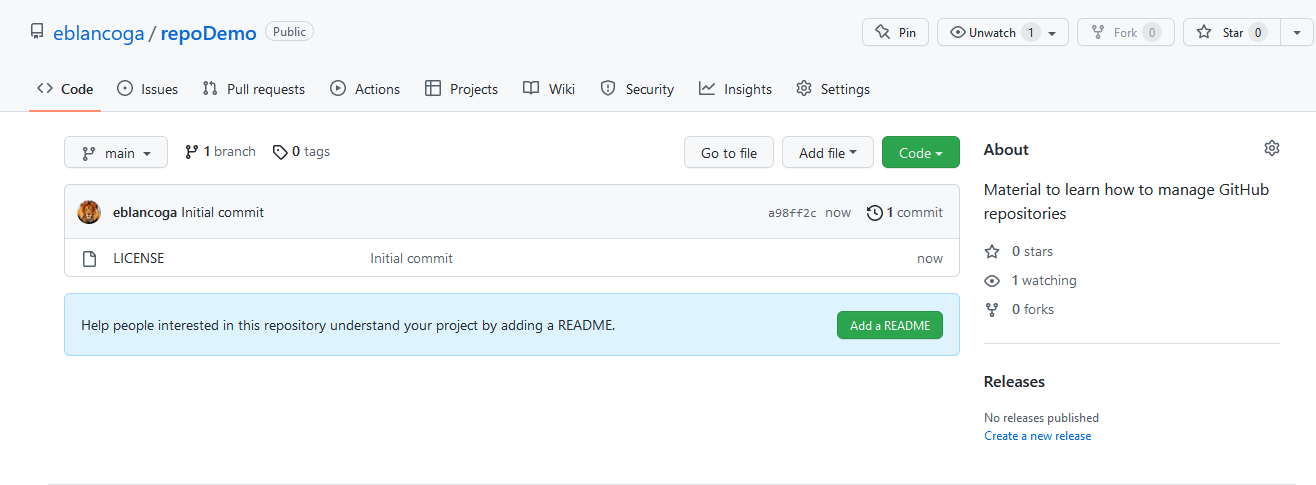 eblancoga / repoDemo Public
Pin
Unwatch 1
Fork 0
Star 0
Code
Issues
Pull requests
Actions
Projects
Wiki
Security
Insights
Settings
main
1 branch
0 tags
Go to file
Add file
Code
eblancoga Initial commit
a98ff2c now
1 commit
LICENSE
Initial commit
now
Help people interested in this repository understand your project by adding a README.
Add a README
About
Material to learn how to manage GitHub
repositories
0 stars
1 watching
0 forks
Releases
No releases published
Create a new release